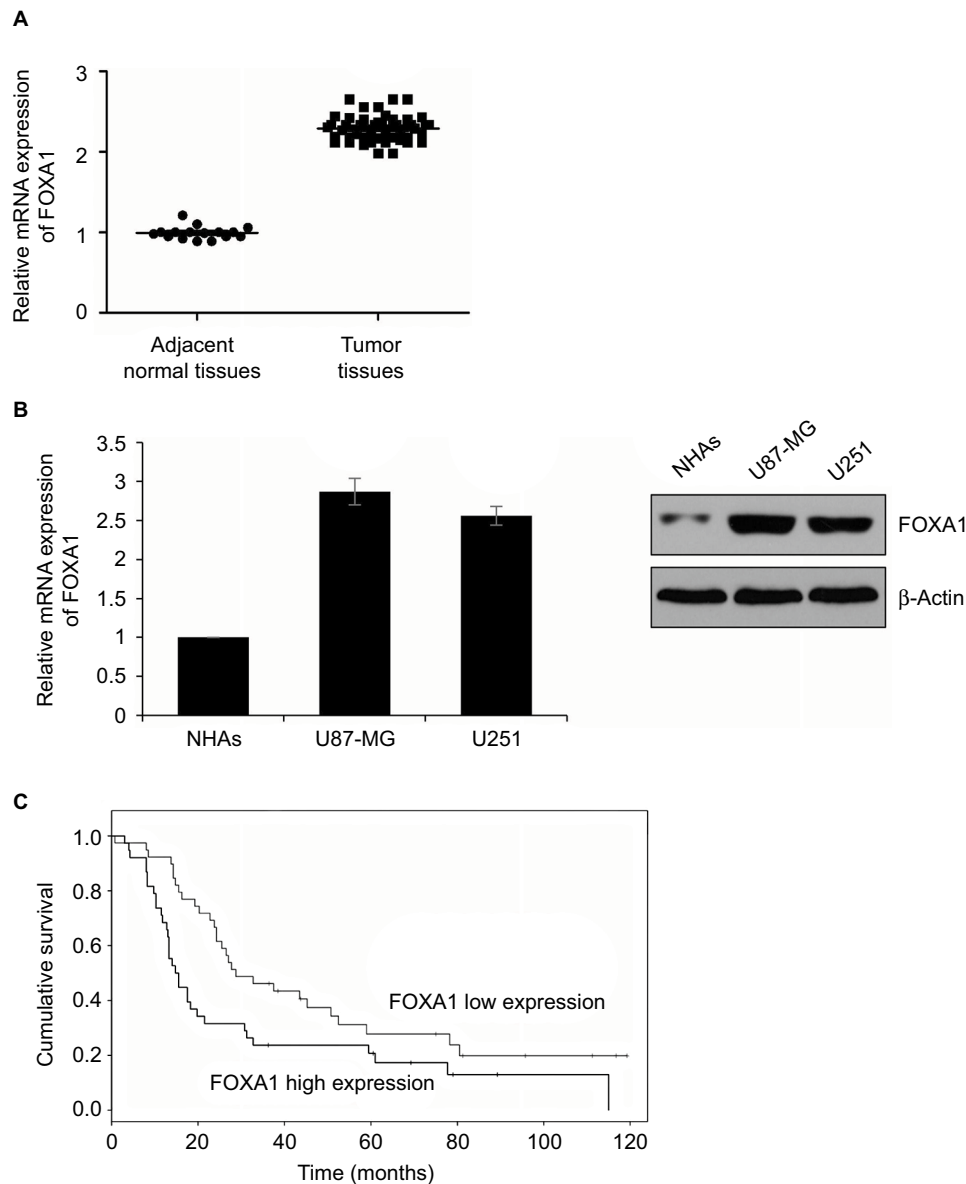 A
Relative mRNA expression
of FOXA1
3
2
1
0
Adjacent
normal tissues
Tumor
tissues
B
Relative mRNA expression
of FOXA1
3.5
3
2.5
2
1.5
1
0.5
0
NHAs
U87-MG
U251
NHAs
U87-MG
U251
FOXA1
β-Actin
C
Cumulative survival
1.0
0.8
0.6
0.4
0.2
0.0
FOXA1 low expression
FOXA1 high expression
0 20 40 60 80 100 120
Time (months)